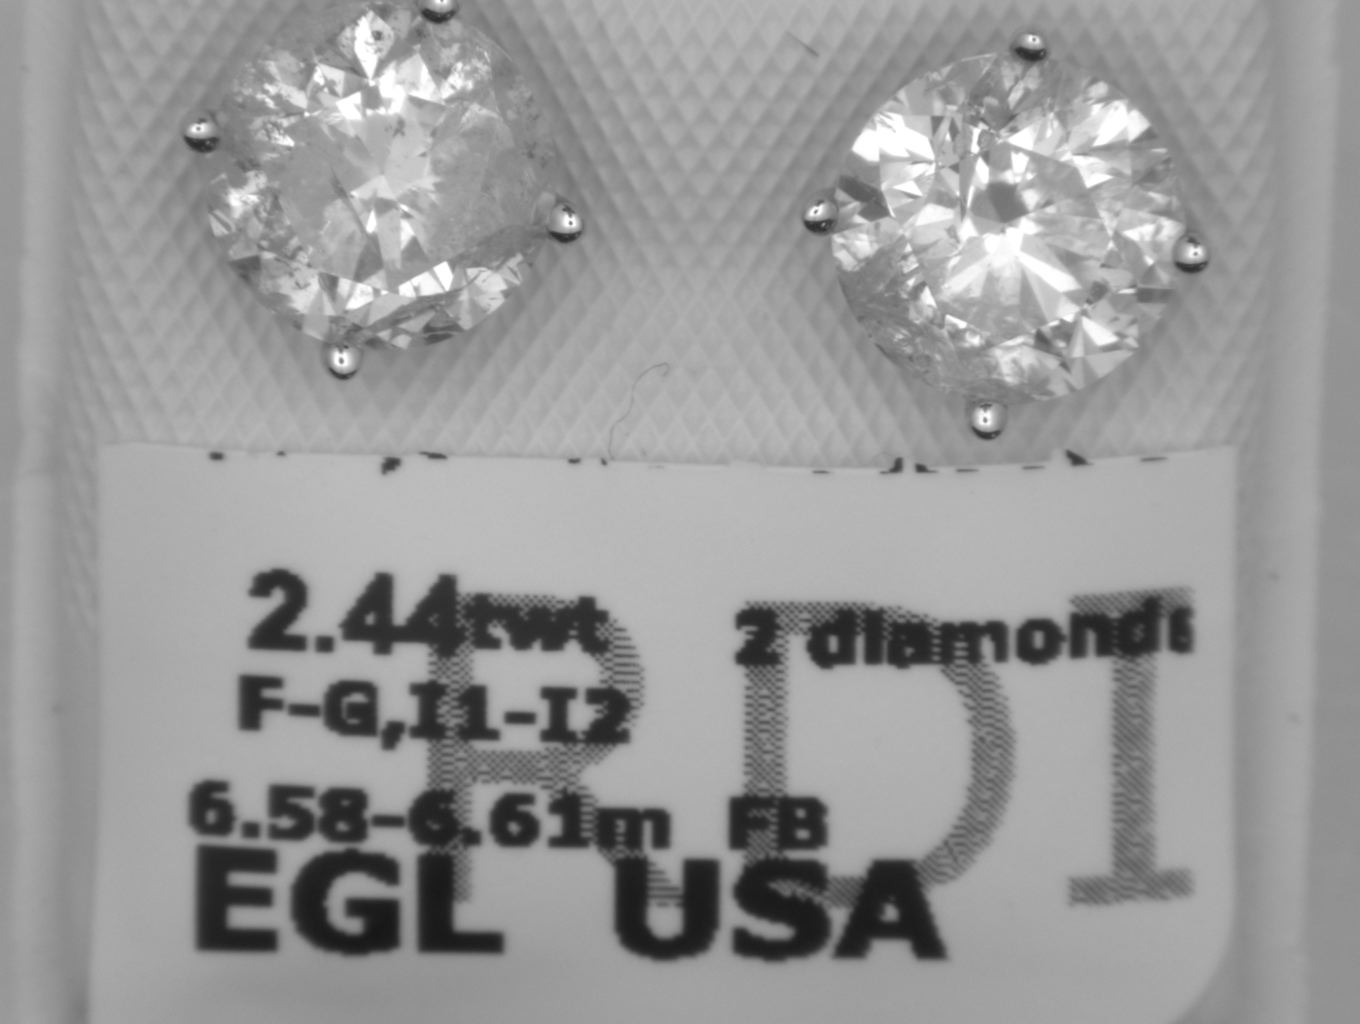 2.44twt 2 diamonds
F-G,I1-I2
6.58-6.61m FB
EGL USA
RDI